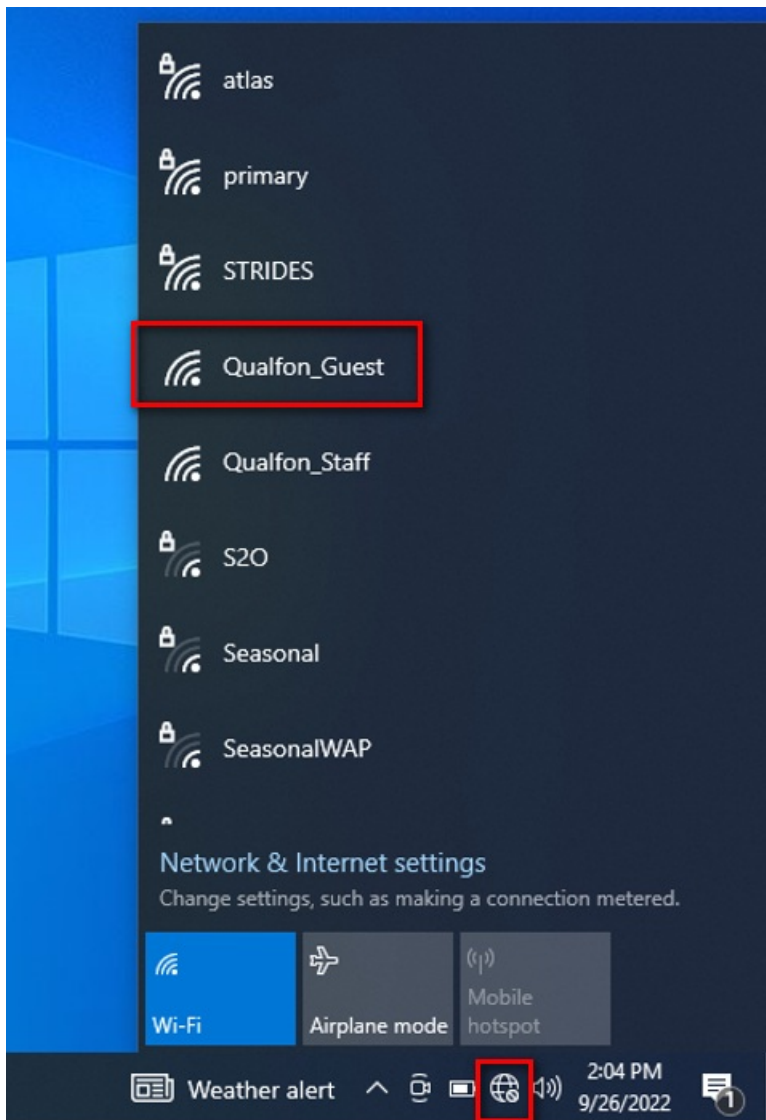 atlas
primary
STRIDES
Qualfon_Guest
Qualfon_Staff
S2O
Seasonal
SeasonalWAP
Network & Internet settings
Change settings, such as making a connection metered.
Wi-Fi
Airplane mode
Mobile
hotspot
Weather alert
2:04 PM
9/26/2022
1